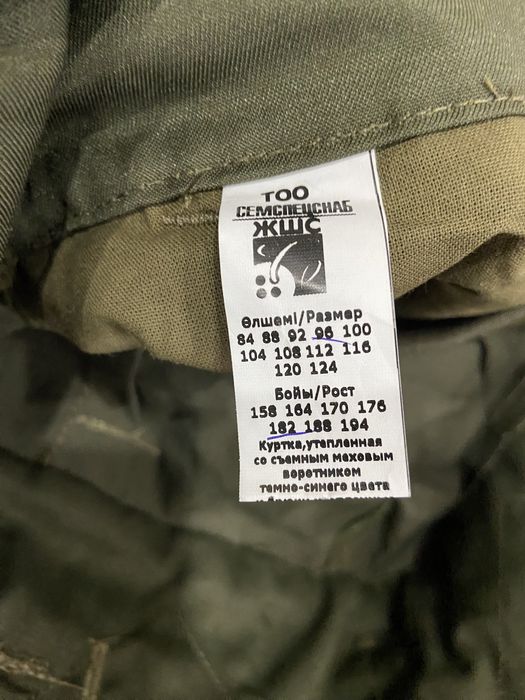 ТОО
СЕМСПЕЦСНАБ
ЖШС
Өлшемі/Размер
84 88 92 96 100
104 108 112 116
120 124
Бойы/Рост
158 164 170 176
182 188 194
Куртка,утепленная
со съемным меховым
воротником
темно-синего цвета